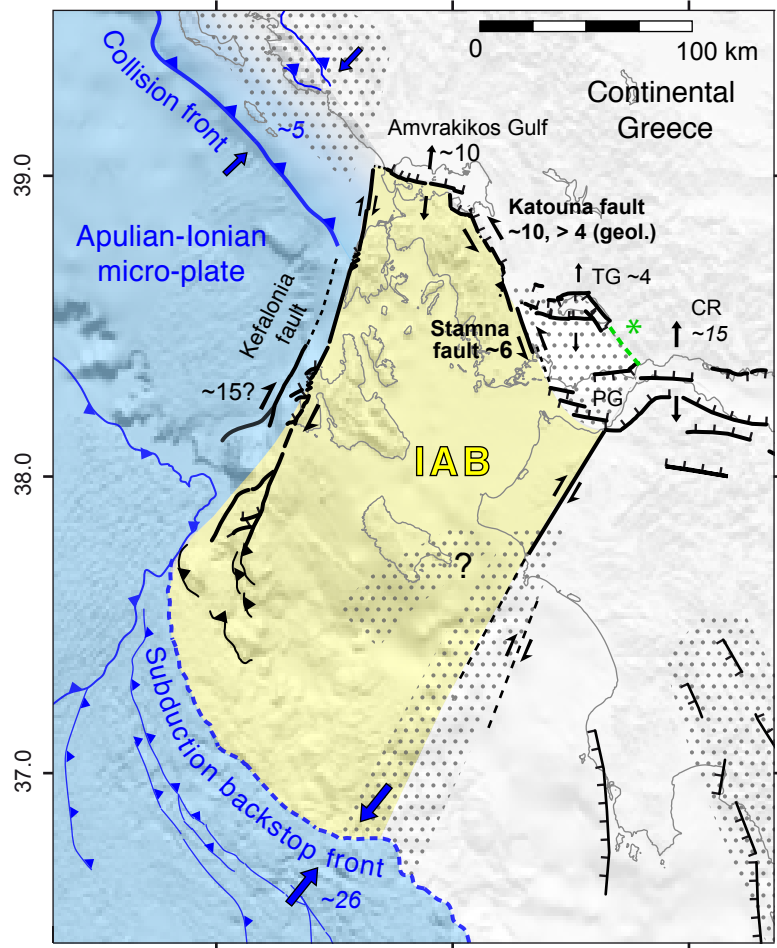 0
100 km
Collision front
~5
Continental
Greece
Amvrakikos Gulf
~10
39.0
Katouna fault
~10, > 4 (geol.)
Apulian-Ionian
micro-plate
TG ~4
CR
~15
*
Kefalonia
fault
Stamna
fault ~6
~15?
PG
IAB
38.0
?
Subduction backstop front
37.0
~26